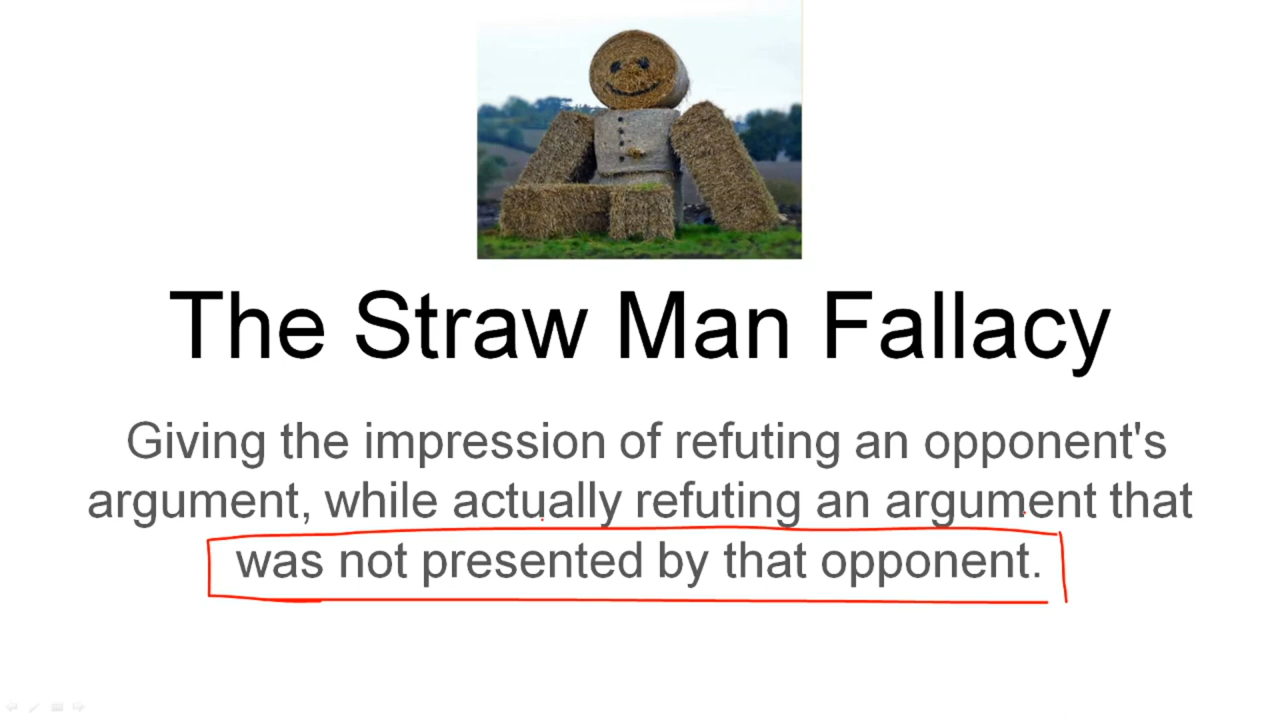 The Straw Man Fallacy
Giving the impression of refuting an opponent's
argument, while actually refuting an argument that
was not presented by that opponent.